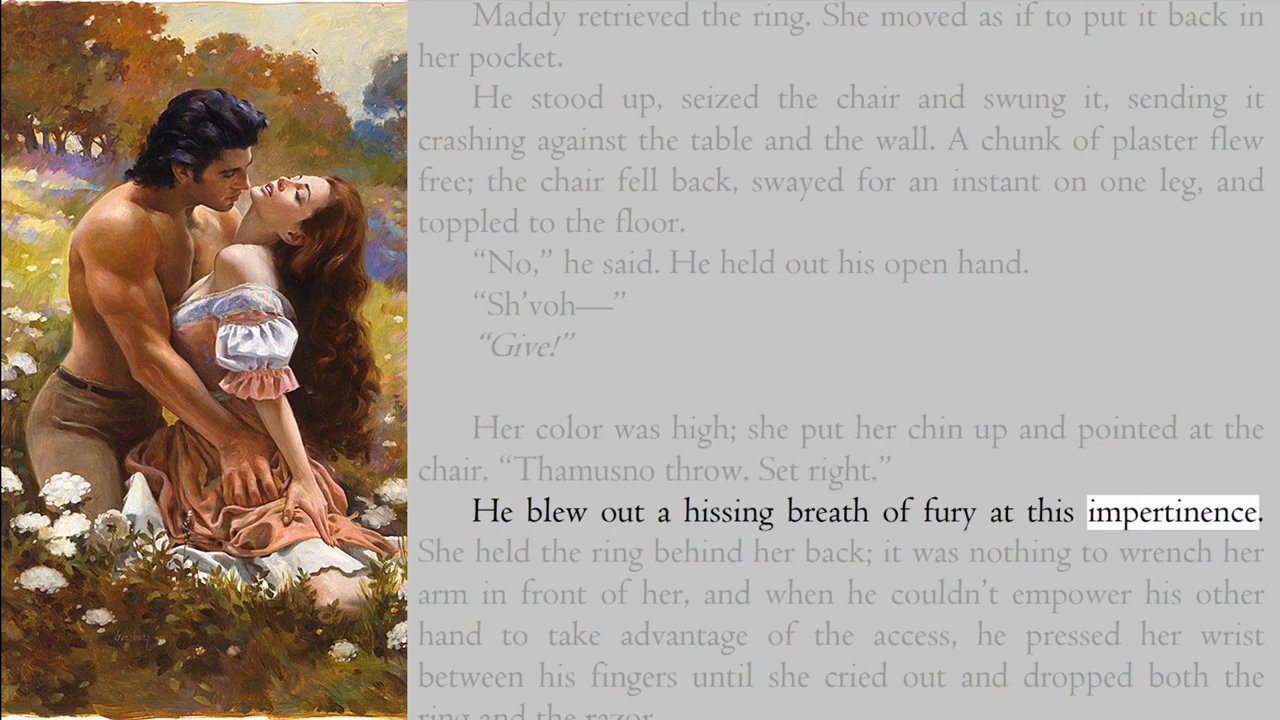 Maddy retrieved the ring. She moved as if to put it back in
her pocket.
He stood up, seized the chair and swung it, sending it
crashing against the table and the wall. A chunk of plaster flew
free; the chair fell back, swayed for an instant on one leg, and
toppled to the floor.
“No,” he said. He held out his open hand.
“Sh’voh—”
“Give!”
Her color was high; she put her chin up and pointed at the
chair. “Thamusno throw. Set right.”
He blew out a hissing breath of fury at this impertinence.
She held the ring behind her back; it was nothing to wrench her
arm in front of her, and when he couldn’t empower his other
hand to take advantage of the access, he pressed her wrist
between his fingers until she cried out and dropped both the
ring and the razor.